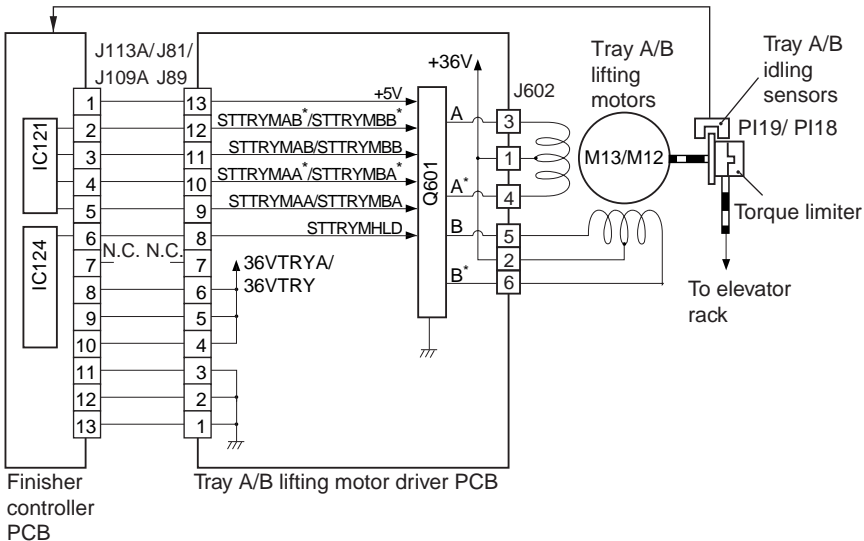 J113A/ J81/
J109A J89
+36V
J602
Tray A/B
lifting
motors
Tray A/B
idling
sensors
PI19/ PI18
IC121
IC124
1
2
3
4
5
6
7
8
9
10
11
12
13
N.C. N.C.
13
12
11
10
9
8
7
6
5
4
3
2
1
+5V
STTRYMAB*/STTRYMBB*
STTRYMAB/STTRYMBB
STTRYMAA*/STTRYMBA*
STTRYMAA/STTRYMBA
STTRYMHLD
36VTRYA/
36VTRY
Q601
A
A*
B
B*
3
1
4
5
2
6
M13/M12
Torque limiter
To elevator
rack
Finisher
controller
PCB
Tray A/B lifting motor driver PCB